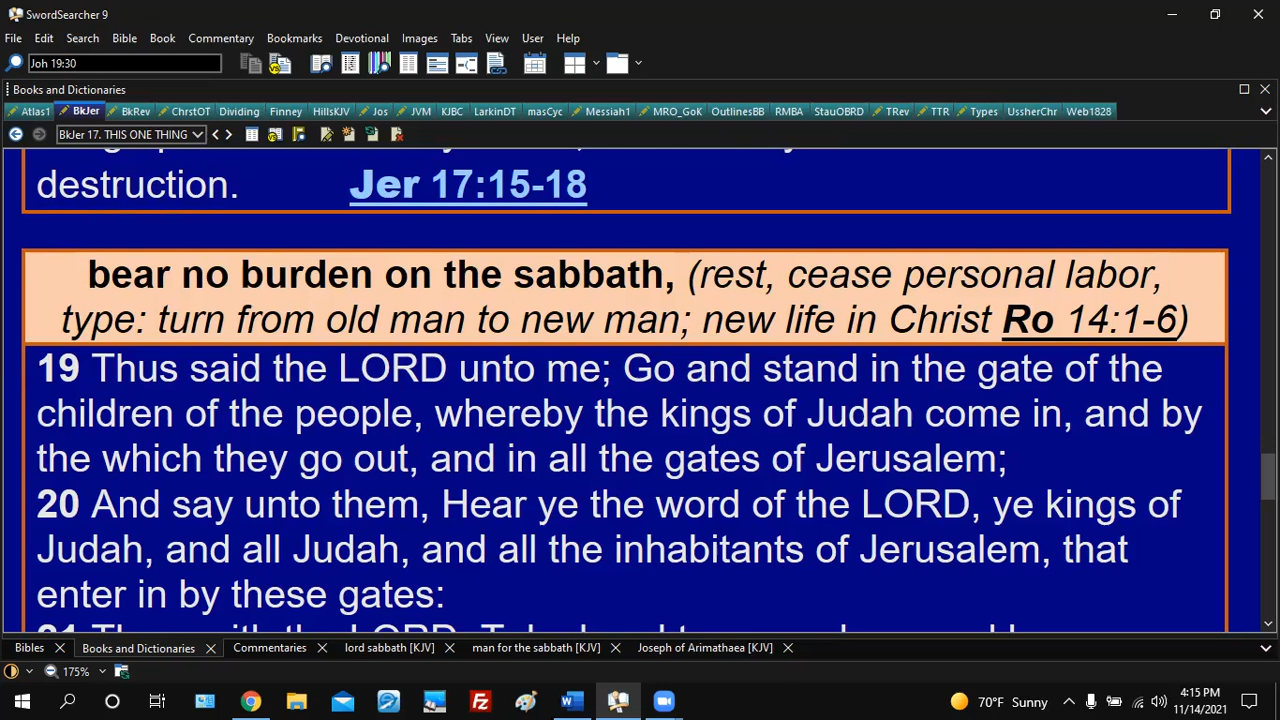 SwordSearcher 9
File Edit Search Bible Book Commentary Bookmarks Devotional Images Tabs View User Help
Joh 19:30
Books and Dictionaries
Atlas1 BkJer BkRev ChrstOT Dividing Finney HillsKJV Jos JVM KJBC LarkinDT masCyc Messiah1 MRO_GoK OutlinesBB RMBA StauOBRD TRev TTR Types UssherChr Web1828
BkJer 17. THIS ONE THING
destruction. Jer 17:15-18
bear no burden on the sabbath, (rest, cease personal labor,
type: turn from old man to new man; new life in Christ Ro 14:1-6)
19 Thus said the LORD unto me; Go and stand in the gate of the
children of the people, whereby the kings of Judah come in, and by
the which they go out, and in all the gates of Jerusalem;
20 And say unto them, Hear ye the word of the LORD, ye kings of
Judah, and all Judah, and all the inhabitants of Jerusalem, that
enter in by these gates:
Bibles Books and Dictionaries Commentaries lord sabbath [KJV] man for the sabbath [KJV] Joseph of Arimathaea [KJV]
175%
70°F Sunny 4:15 PM
11/14/2021